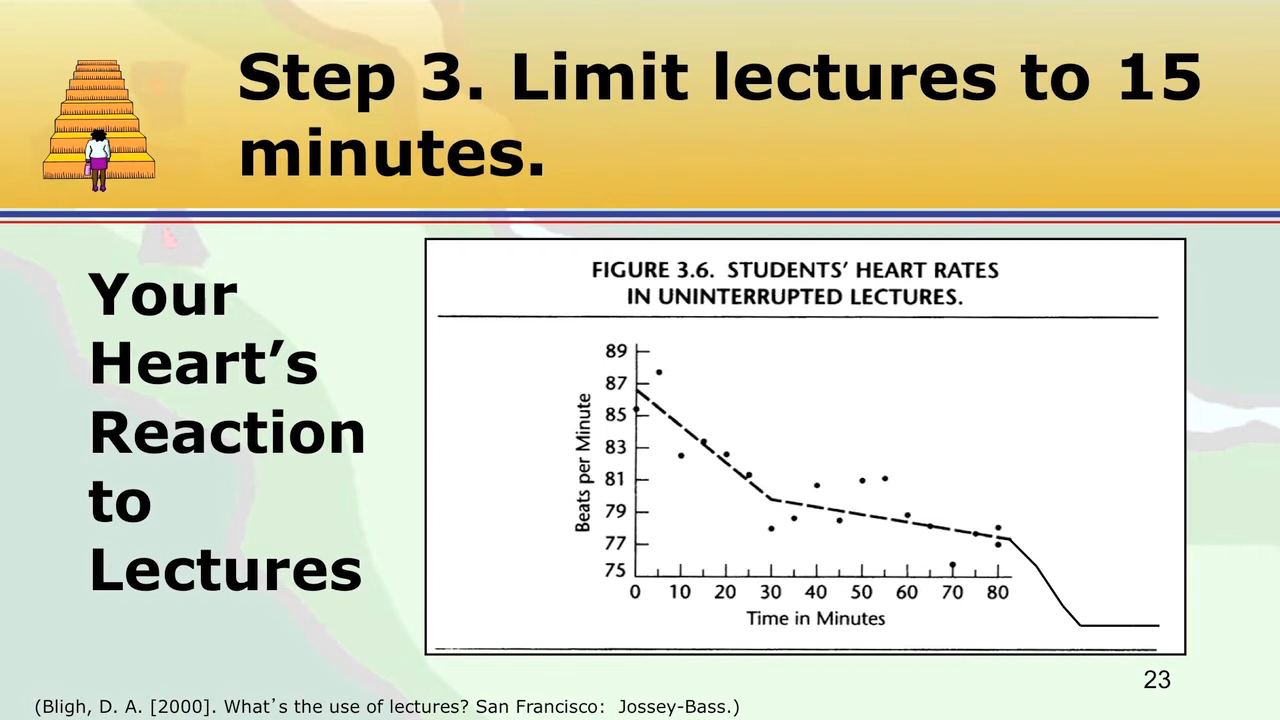 Step 3. Limit lectures to 15
minutes.
Your
Heart’s
Reaction
to
Lectures
FIGURE 3.6. STUDENTS’ HEART RATES
IN UNINTERRUPTED LECTURES.
Beats per Minute
89
87
85
83
81
79
77
75
0 10 20 30 40 50 60 70 80
Time in Minutes
23
(Bligh, D. A. [2000]. What’s the use of lectures? San Francisco: Jossey-Bass.)